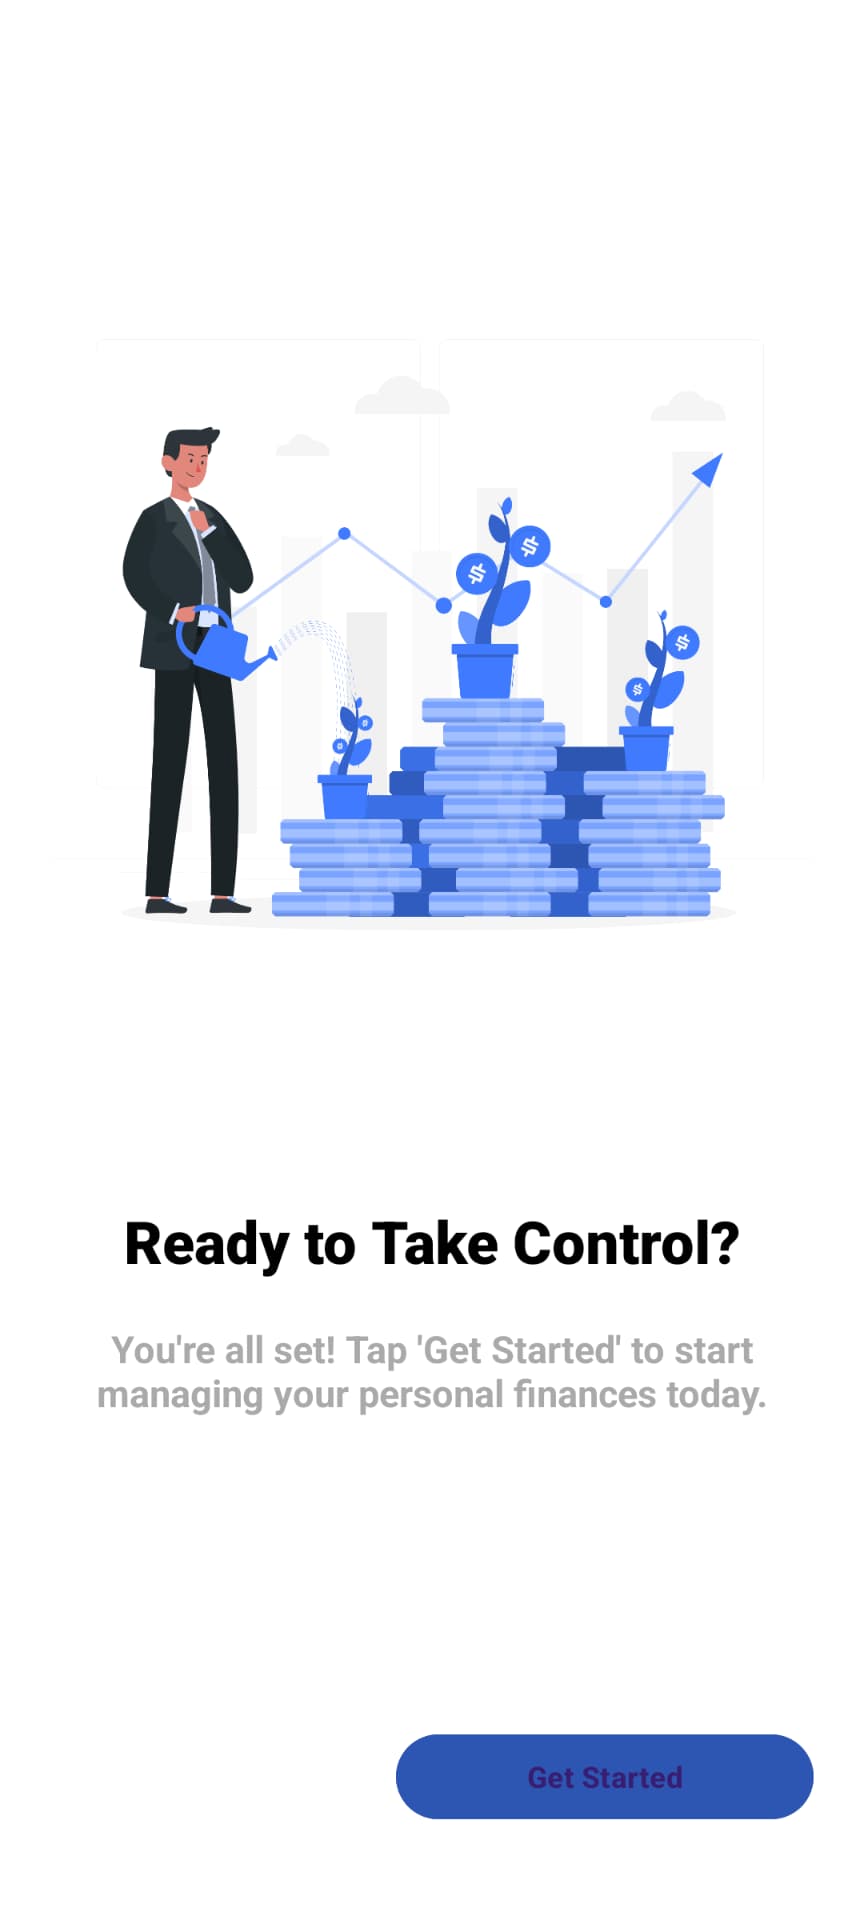 Ready to Take Control?
You're all set! Tap 'Get Started' to start
managing your personal finances today.
Get Started